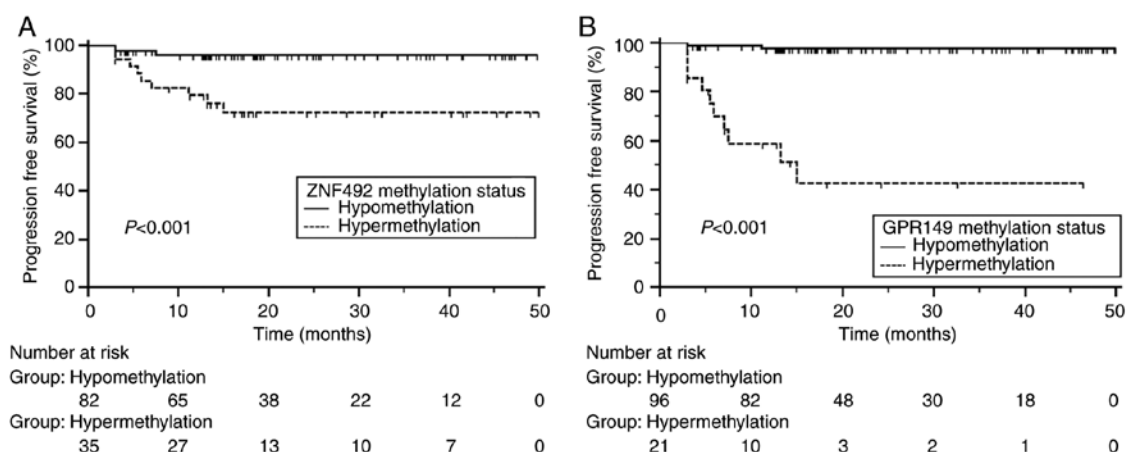 A
Progression free survival (%)
100
80
60
40
20
0
P<0.001
ZNF492 methylation status
Hypomethylation
Hypermethylation
0 10 20 30 40 50
Time (months)
Number at risk
Group: Hypomethylation
82 65 38 22 12 0
Group: Hypermethylation
35 27 13 10 7 0
B
Progression free survival (%)
100
80
60
40
20
0
P<0.001
GPR149 methylation status
Hypomethylation
Hypermethylation
0 10 20 30 40 50
Time (months)
Number at risk
Group: Hypomethylation
96 82 48 30 18 0
Group: Hypermethylation
21 10 3 2 1 0